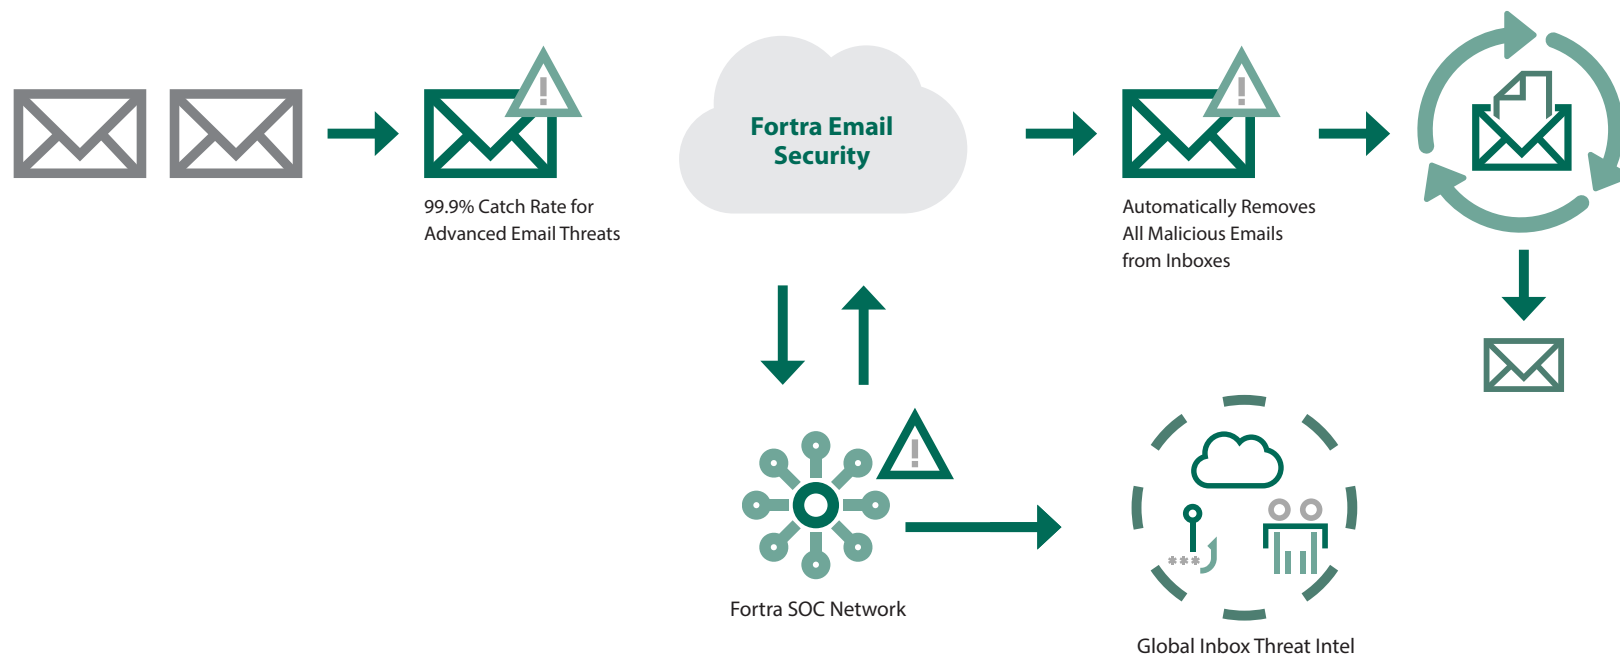 Fortra Email
Security
99.9% Catch Rate for
Advanced Email Threats
Automatically Removes
All Malicious Emails
from Inboxes
Fortra SOC Network
Global Inbox Threat Intel